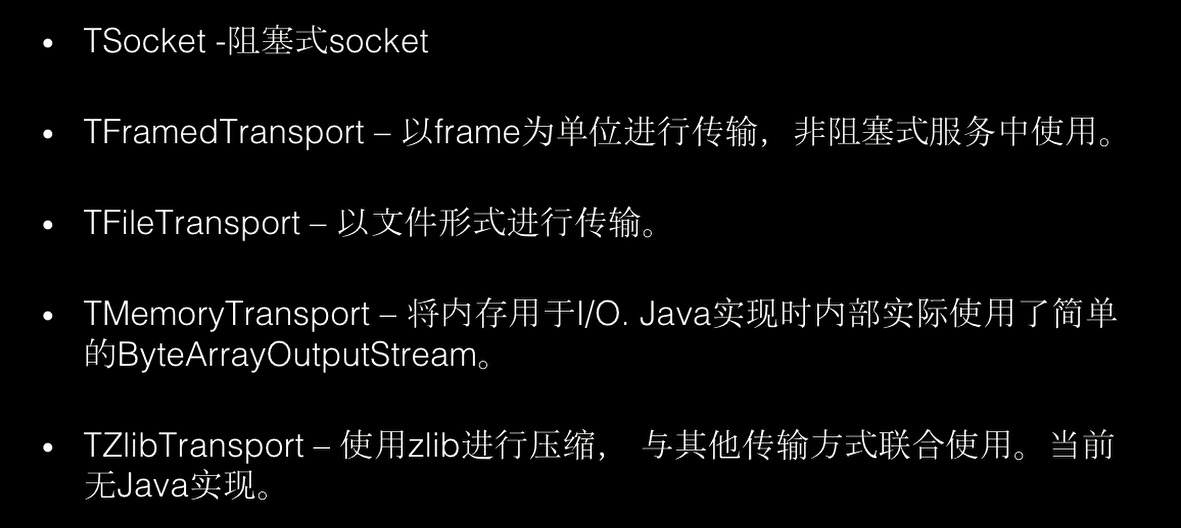 • TSocket -阻塞式socket
• TFramedTransport – 以frame为单位进行传输，非阻塞式服务中使用。
• TFileTransport – 以文件形式进行传输。
• TMemoryTransport – 将内存用于I/O. Java实现时内部实际使用了简单
的ByteArrayOutputStream。
• TZlibTransport – 使用zlib进行压缩， 与其他传输方式联合使用。当前
无Java实现。